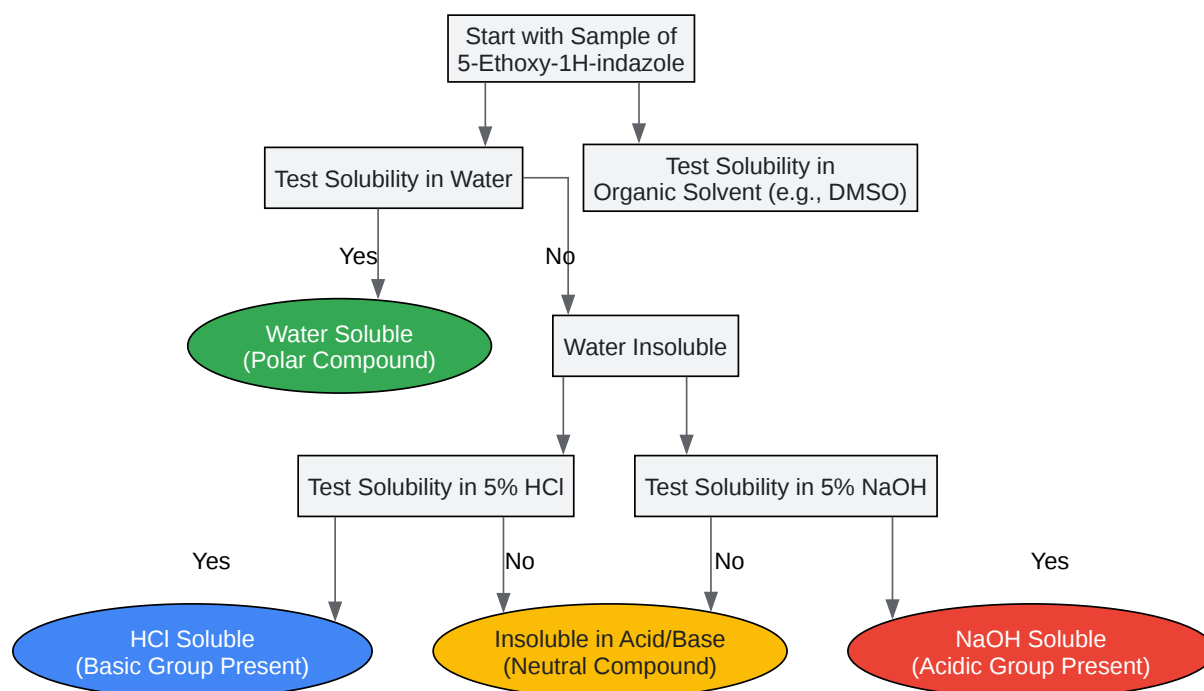 Start with Sample of
5-Ethoxy-1H-indazole
Test Solubility in Water
Test Solubility in
Organic Solvent (e.g., DMSO)
Yes
No
Water Soluble
(Polar Compound)
Water Insoluble
Test Solubility in 5% HCl
Test Solubility in 5% NaOH
Yes
No
No
Yes
HCl Soluble
(Basic Group Present)
Insoluble in Acid/Base
(Neutral Compound)
NaOH Soluble
(Acidic Group Present)